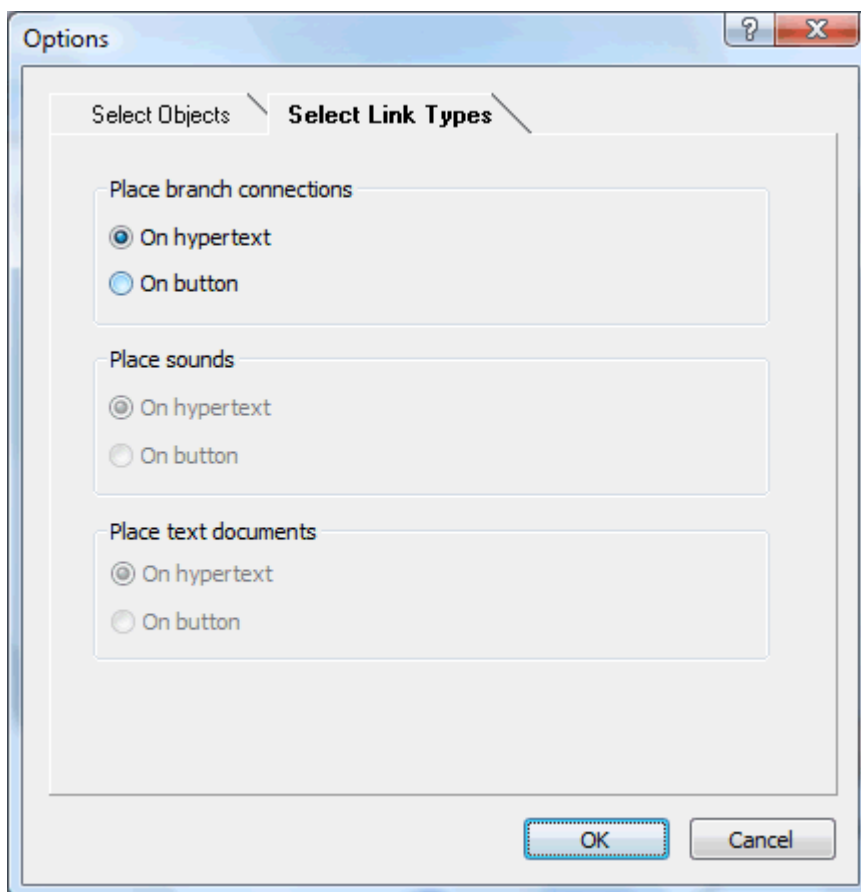 Options
Select Objects
Select Link Types
Place branch connections
On hypertext
On button
Place sounds
On hypertext
On button
Place text documents
On hypertext
On button
OK
Cancel